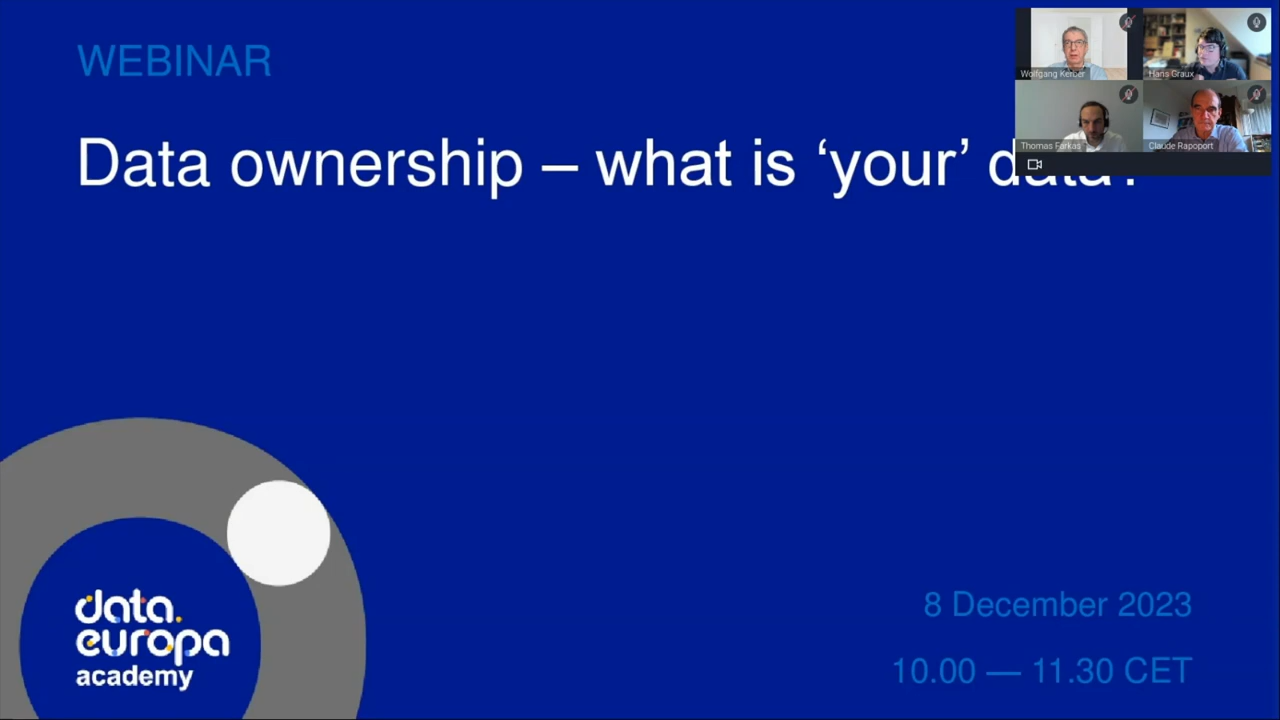 WEBINAR
Wolfgang Kerber
Hans Graux
Data ownership – what is ‘your’ data?
Thomas Farkas
Claude Rapoport
data.
europa
academy
8 December 2023
10.00 — 11.30 CET